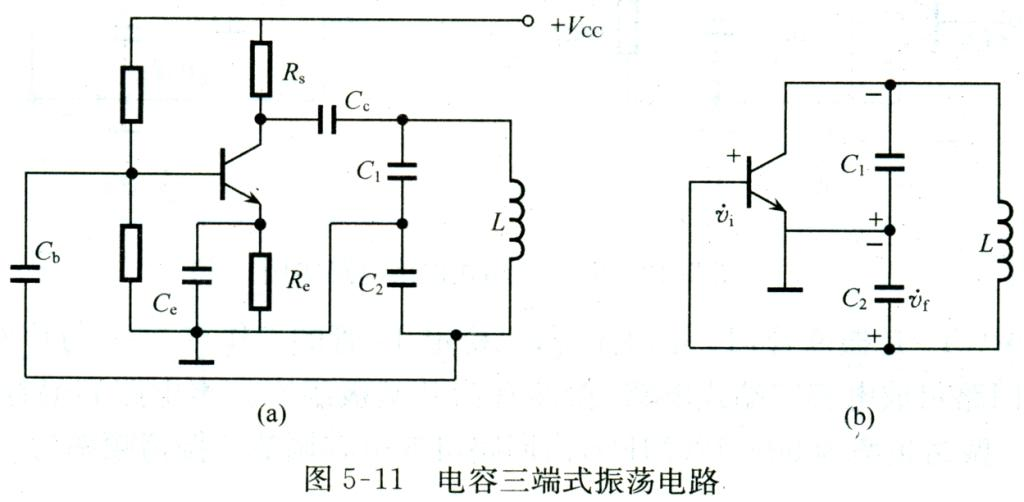 +V_CC
R_s
C_c
C_1
L
C_b
C_e
R_e
C_2
(a)
−
+
v̇_i
C_1
+
−
L
C_2
v̇_f
+
(b)
图 5-11 电容三端式振荡电路